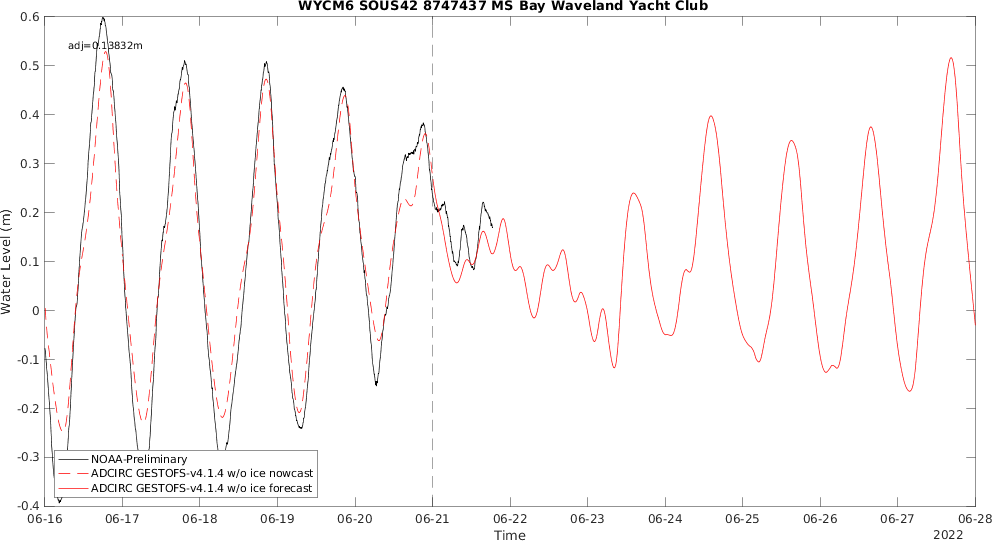 WYCM6 SOUS42 8747437 MS Bay Waveland Yacht Club
adj=0.13832m
0.6
0.5
0.4
0.3
0.2
0.1
0
-0.1
-0.2
-0.3
-0.4
Water Level (m)
NOAA-Preliminary
ADCIRC GESTOFS-v4.1.4 w/o ice nowcast
ADCIRC GESTOFS-v4.1.4 w/o ice forecast
06-16 06-17 06-18 06-19 06-20 06-21 06-22 06-23 06-24 06-25 06-26 06-27 06-28
Time
2022